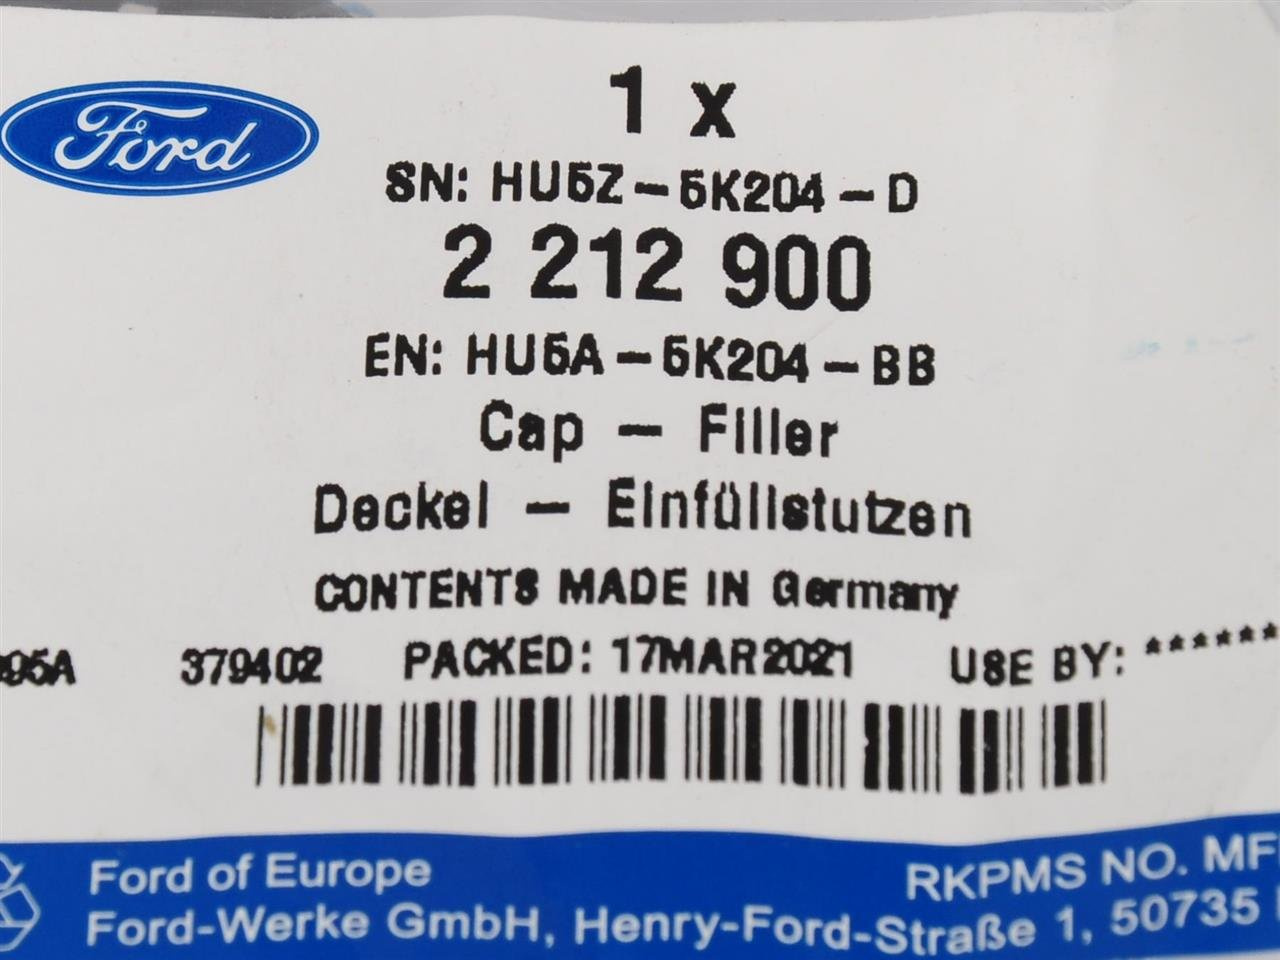 Ford
1 x
SN: HU5Z-5K204-D
2 212 900
EN: HU5A-5K204-BB
Cap - Filler
Deckel - Einfüllstutzen
CONTENTS MADE IN Germany
095A 379402 PACKED: 17MAR2021 USE BY: *******
Ford of Europe RKPMS NO. MF
Ford-Werke GmbH, Henry-Ford-Straße 1, 50735